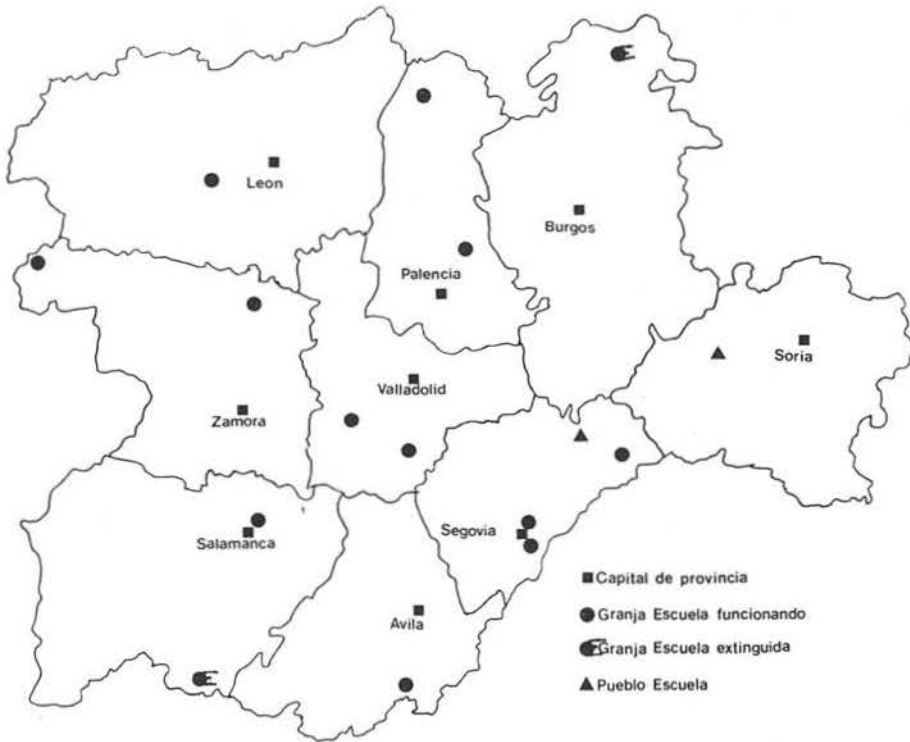 Leon
Burgos
Palencia
Soria
Valladolid
Zamora
Segovia
Salamanca
Avila
Capital de provincia
Granja Escuela funcionando
Granja Escuela extinguida
Pueblo Escuela